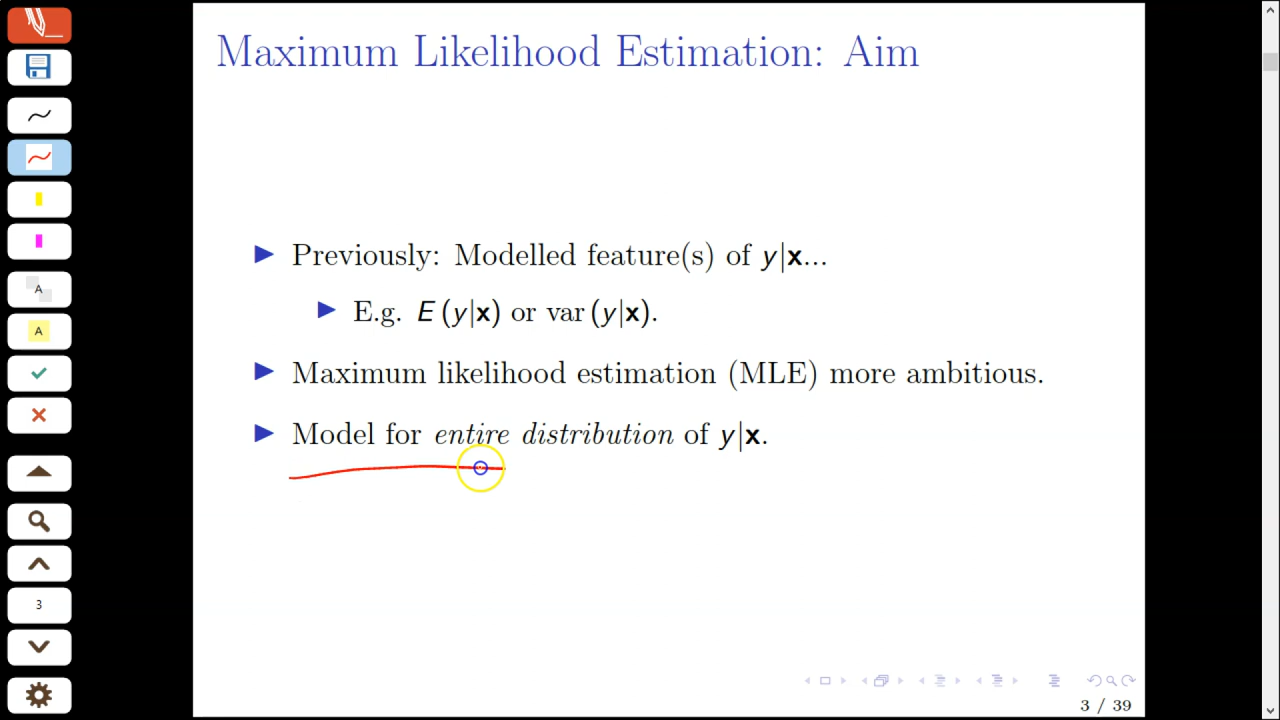 Maximum Likelihood Estimation: Aim
Previously: Modelled feature(s) of y|x...
E.g. E (y|x) or var (y|x).
Maximum likelihood estimation (MLE) more ambitious.
Model for entire distribution of y|x.
A
A
3
3 / 39